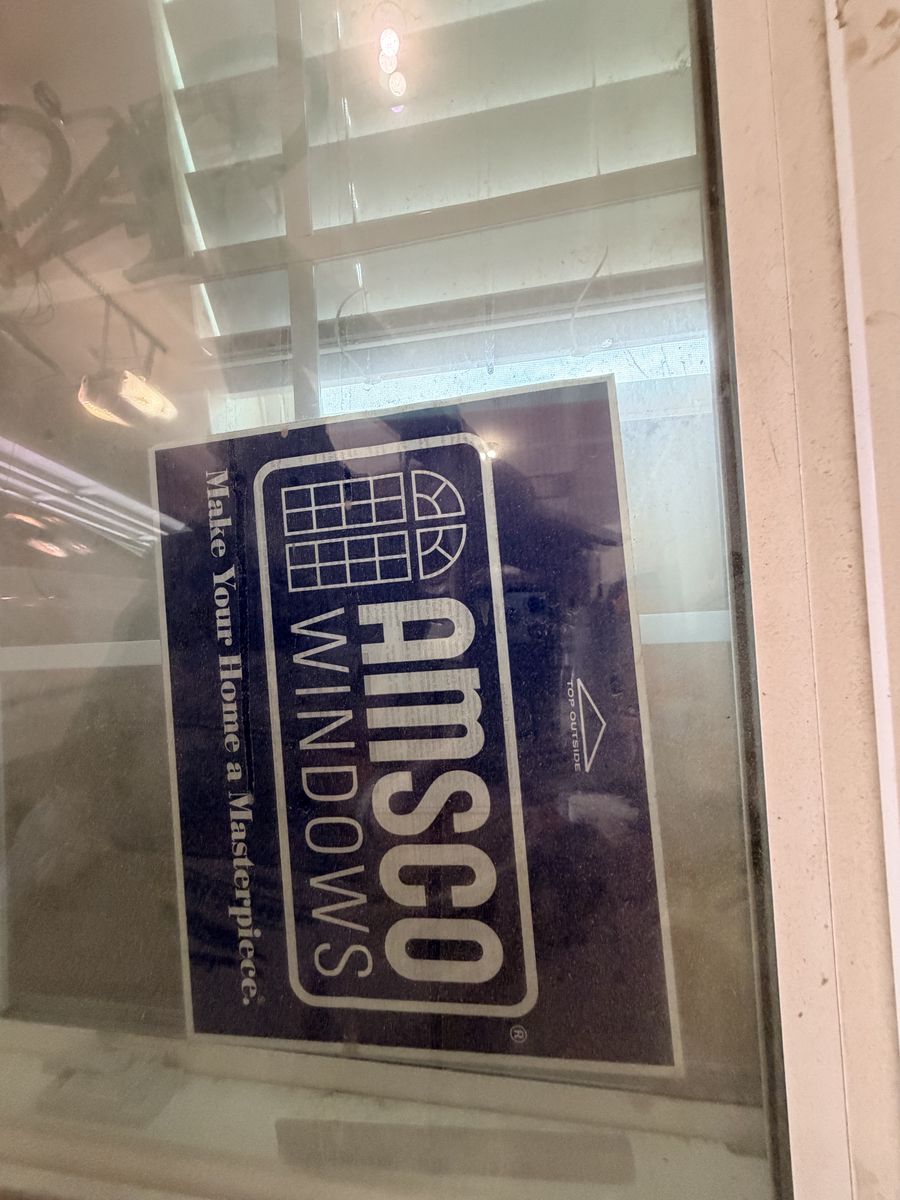 TOP OUTSIDE
AMSCO
WINDOWS
®
Make Your Home a Masterpiece.®